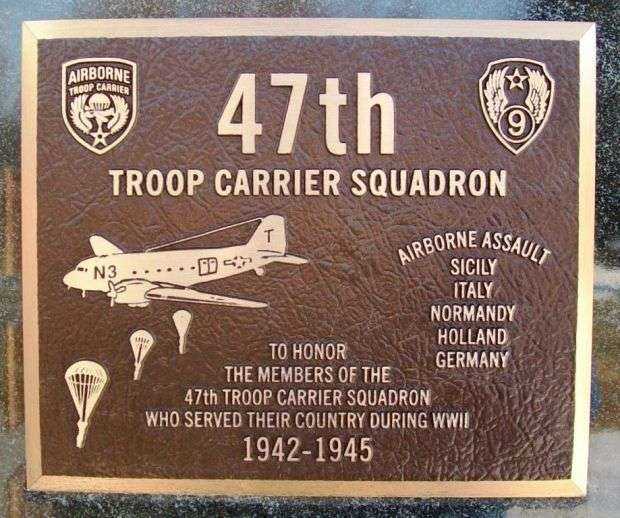 AIRBORNE
TROOP CARRIER
47th
9
TROOP CARRIER SQUADRON
N3
T
AIRBORNE ASSAULT
SICILY
ITALY
NORMANDY
HOLLAND
GERMANY
TO HONOR
THE MEMBERS OF THE
47th TROOP CARRIER SQUADRON
WHO SERVED THEIR COUNTRY DURING WWII
1942-1945